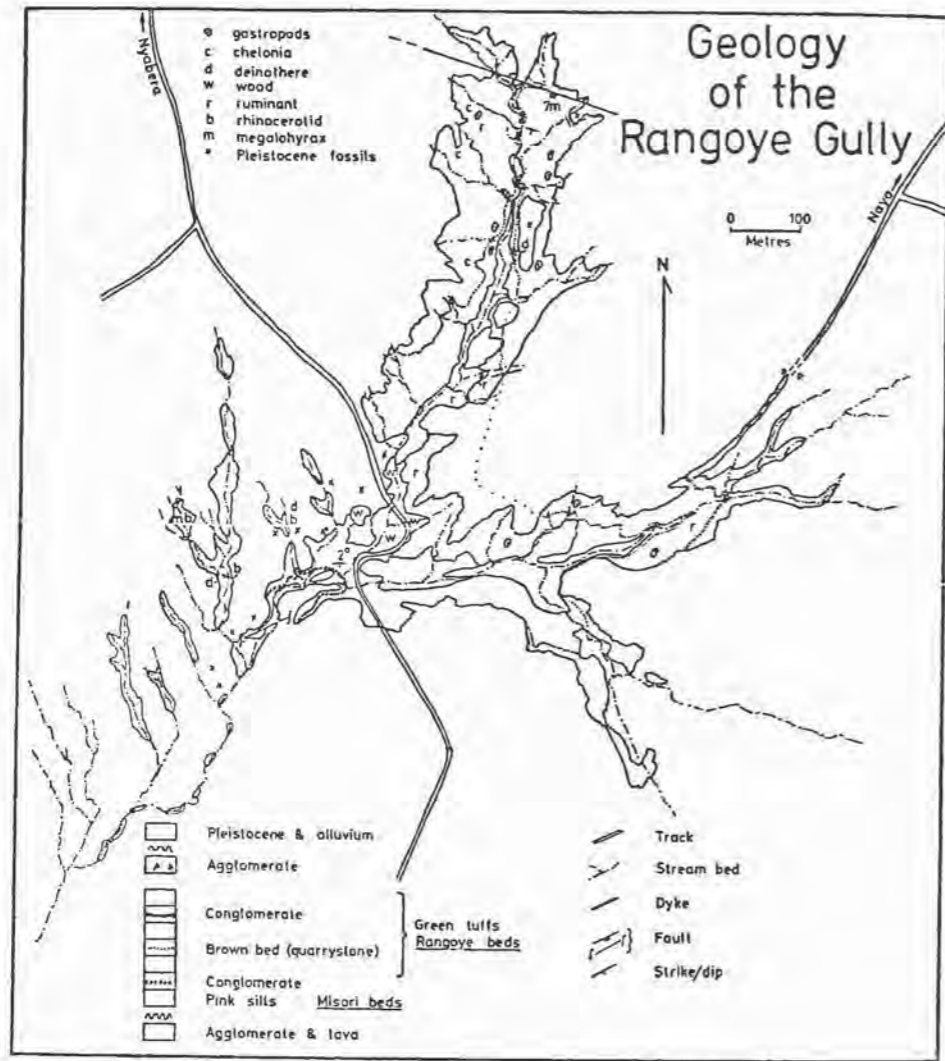 Geology
of the
Rangoye Gully
Nyabera
gastropods
c chelonia
d deinothere
w wood
r ruminant
b rhinocerotid
m megalohyrax
x Pleistocene fossils
0 100
Metres
N
Naya
?m
2°
Pleistocene & alluvium
Agglomerate
Conglomerate
Brown bed (quarrystone)
Green tuffs
Rangoye beds
Conglomerate
Pink sills Misori beds
Agglomerate & lava
Track
Stream bed
Dyke
Fault
Strike/dip